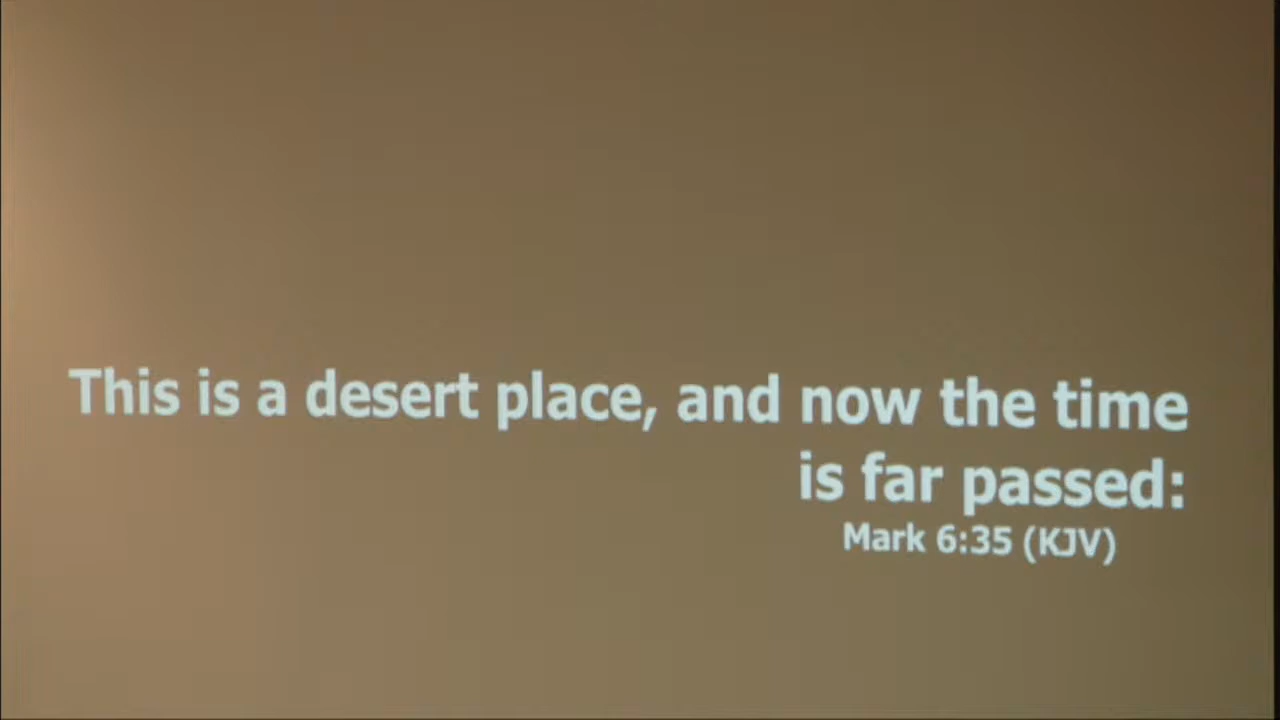 This is a desert place, and now the time
is far passed:
Mark 6:35 (KJV)